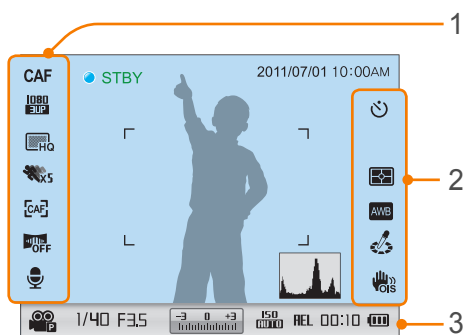 1
CAF
STBY
2011/07/01 10:00AM
1080
30P
HQ
X5
CAF
OFF
2
AWB
OIS
P
1/40 F3.5
-3 0 +3
ISO
AUTO
REL 00:10
3